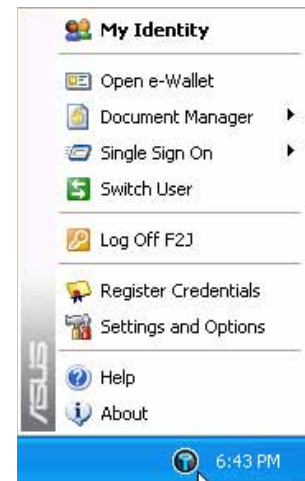 My Identity
Open e-Wallet
Document Manager
Single Sign On
Switch User
Log Off F2J
Register Credentials
Settings and Options
Help
About
ASUS
6:43 PM